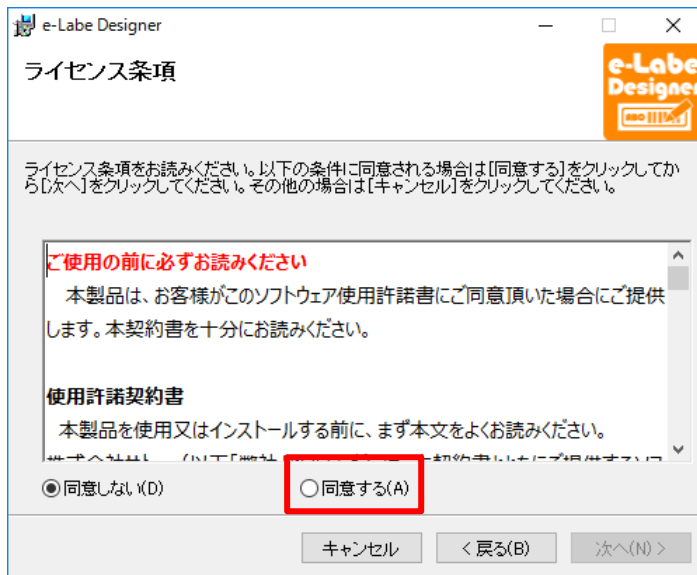 e-Labe Designer
ライセンス条項
e-Labe
Designer
ABC
ライセンス条項をお読みください。以下の条件に同意される場合は[同意する]をクリックしてか
ら[次へ]をクリックしてください。その他の場合は[キャンセル]をクリックしてください。
ご使用の前に必ずお読みください
本製品は、お客様がこのソフトウェア使用許諾書にご同意頂いた場合にご提供
します。本契約書を十分にお読みください。
使用許諾契約書
本製品を使用又はインストールする前に、まず本文をよくお読みください。
同意しない(D)
同意する(A)
キャンセル
< 戻る(B)
次へ(N) >